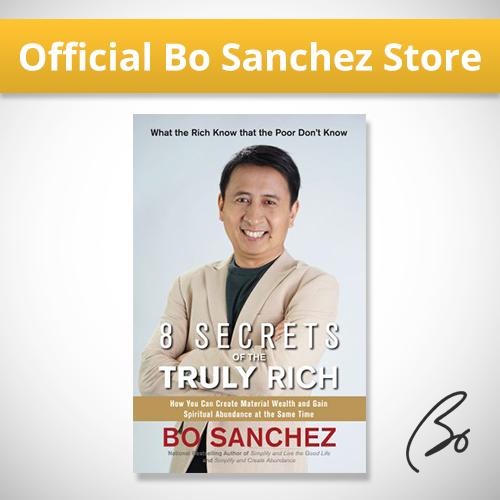 Official Bo Sanchez Store
What the Rich Know that the Poor Don't Know
8 SECRETS
OF THE
TRULY RICH
How You Can Create Material Wealth and Gain
Spiritual Abundance at the Same Time
BO SANCHEZ
National Bestselling Author of Simplify and Live the Good Life
and Simplify and Create Abundance
Bo